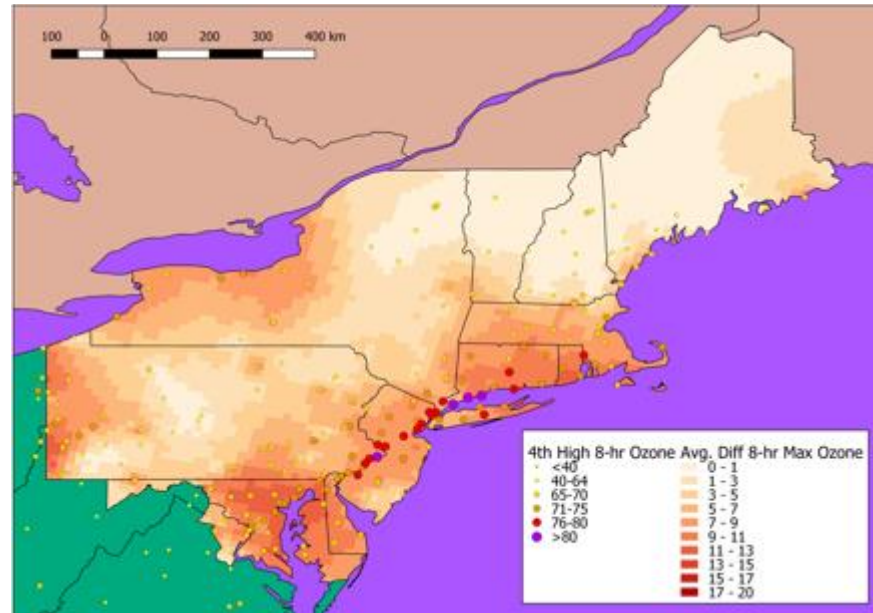 100 0 100 200 300 400 km
4th High 8-hr Ozone Avg. Diff 8-hr Max Ozone
<40 0 - 1
40-64 1 - 3
65-70 3 - 5
71-75 5 - 7
76-80 7 - 9
>80 9 - 11
11 - 13
13 - 15
15 - 17
17 - 20